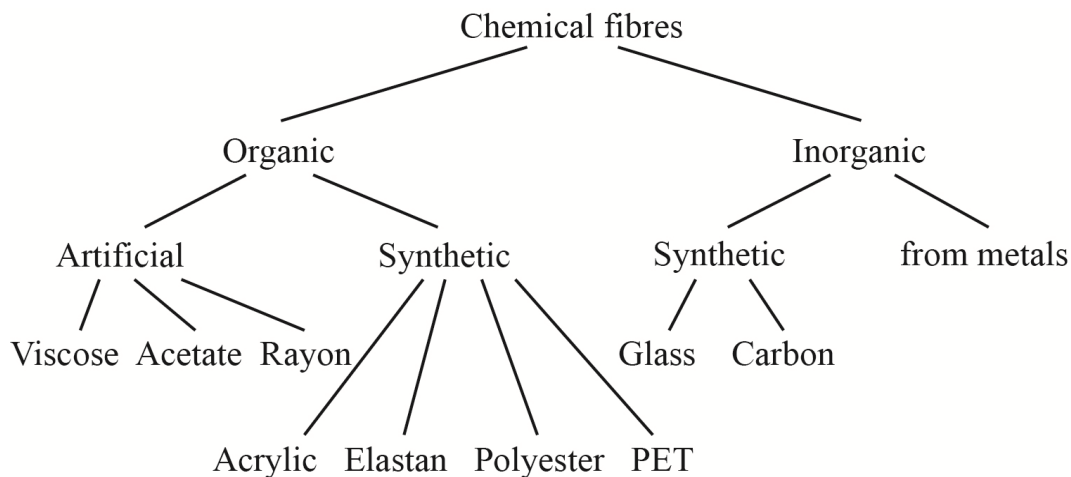 Chemical fibres
Organic Inorganic
Artificial Synthetic Synthetic from metals
Viscose Acetate Rayon Glass Carbon
Acrylic Elastan Polyester PET